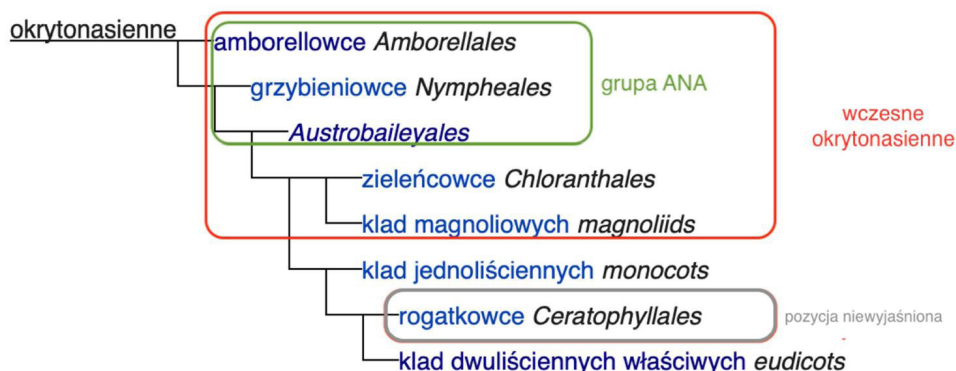 okrytonasienne
amborellowce Amborellales
grzybieniowce Nympheales
grupa ANA
Austrobaileyales
wczesne
okrytonasienne
zieleńcowce Chloranthales
klad magnoliowych magnoliids
klad jednoliściennych monocots
rogatkowce Ceratophyllales
pozycja niewyjaśniona
klad dwuliściennych właściwych eudicots